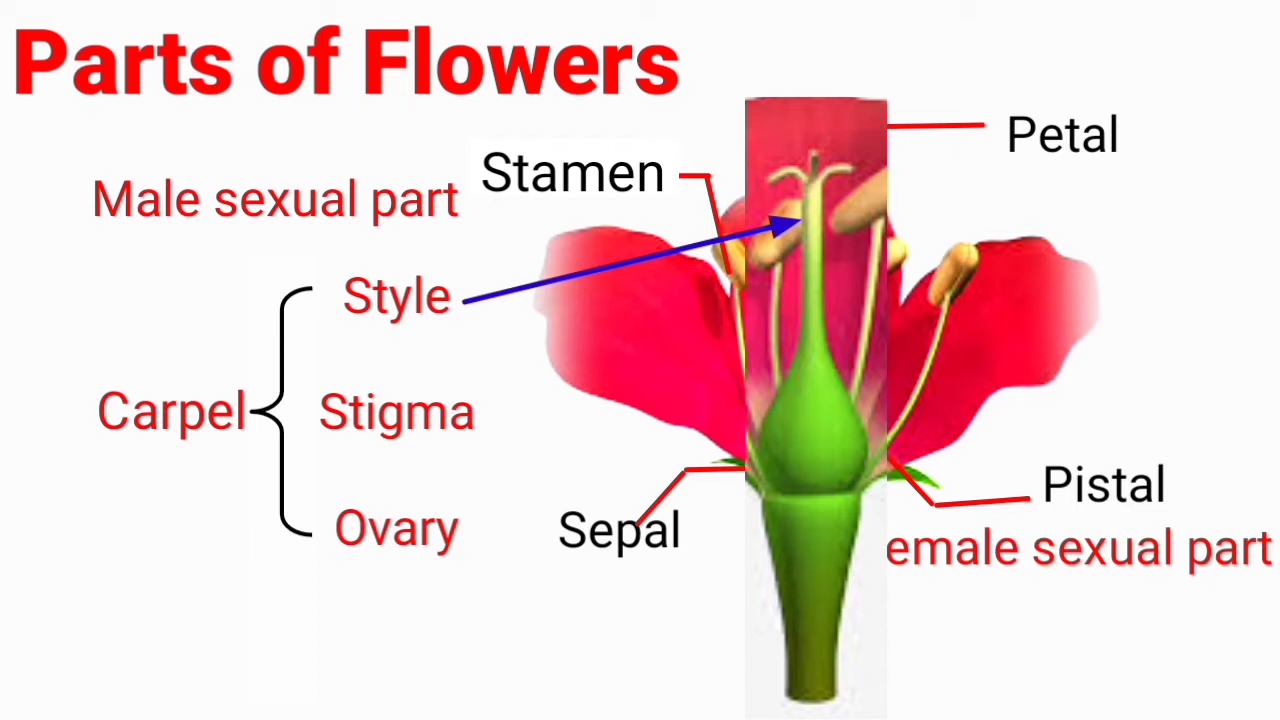 Parts of Flowers
Petal
Stamen
Male sexual part
Style
Carpel
Stigma
Pistal
Ovary
Sepal
emale sexual part